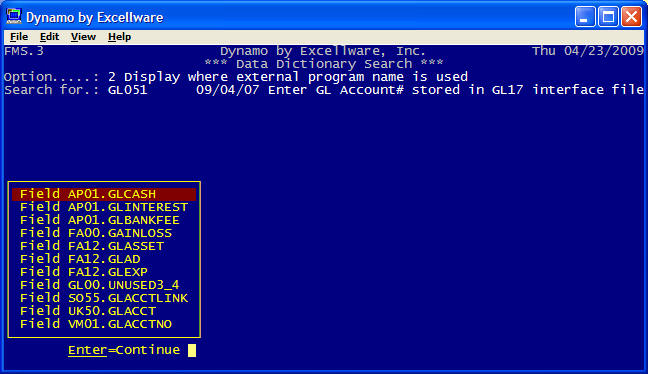 Dynamo by Excellware
File Edit View Help
FMS.3 Dynamo by Excellware, Inc. Thu 04/23/2009
*** Data Dictionary Search ***
Option.....: 2 Display where external program name is used
Search for.: GL051 09/04/07 Enter GL Account# stored in GL17 interface file
Field AP01.GLCASH
Field AP01.GLINTEREST
Field AP01.GLBANKFEE
Field FA00.GAINLOSS
Field FA12.GLASSET
Field FA12.GLAD
Field FA12.GLEXP
Field GL00.UNUSED3_4
Field SO55.GLACCTLINK
Field UK50.GLACCT
Field VM01.GLACCTNO
Enter=Continue